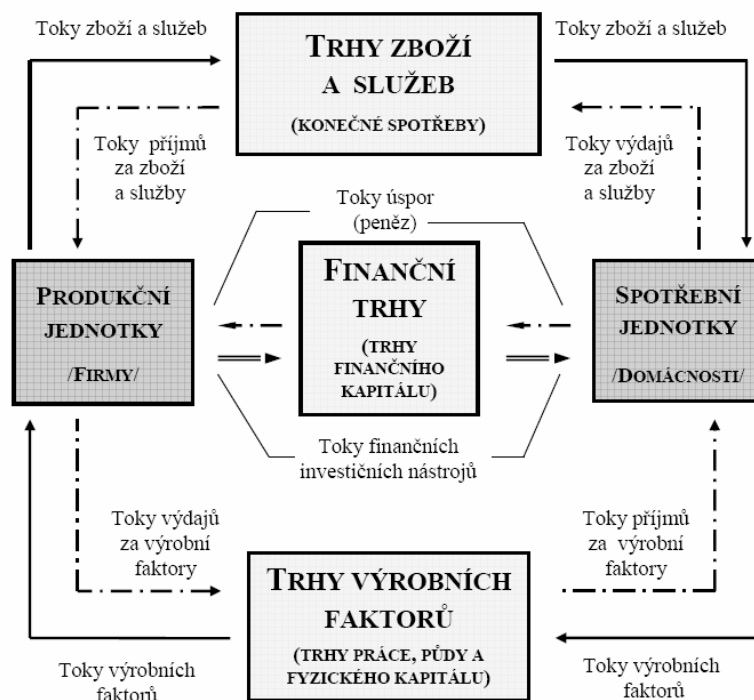 Toky zboží a služeb
TRHY ZBOŽÍ
A SLUŽEB
(KONEČNÉ SPOTŘEBY)
Toky zboží a služeb
Toky příjmů
za zboží
a služby
Toky výdajů
za zboží
a služby
Toky úspor
(peněz)
PRODUKČNÍ
JEDNOTKY
/FIRMY/
FINANČNÍ
TRHY
(TRHY
FINANČNÍHO
KAPITÁLU)
SPOTŘEBNÍ
JEDNOTKY
/DOMÁCNOSTI/
Toky finančních
investičních nástrojů
Toky výdajů
za výrobní
faktory
Toky příjmů
za výrobní
faktory
TRHY VÝROBNÍCH
FAKTORŮ
(TRHY PRÁCE, PŮDY A
FYZICKÉHO KAPITÁLU)
Toky výrobních
faktorů
Toky výrobních
faktorů